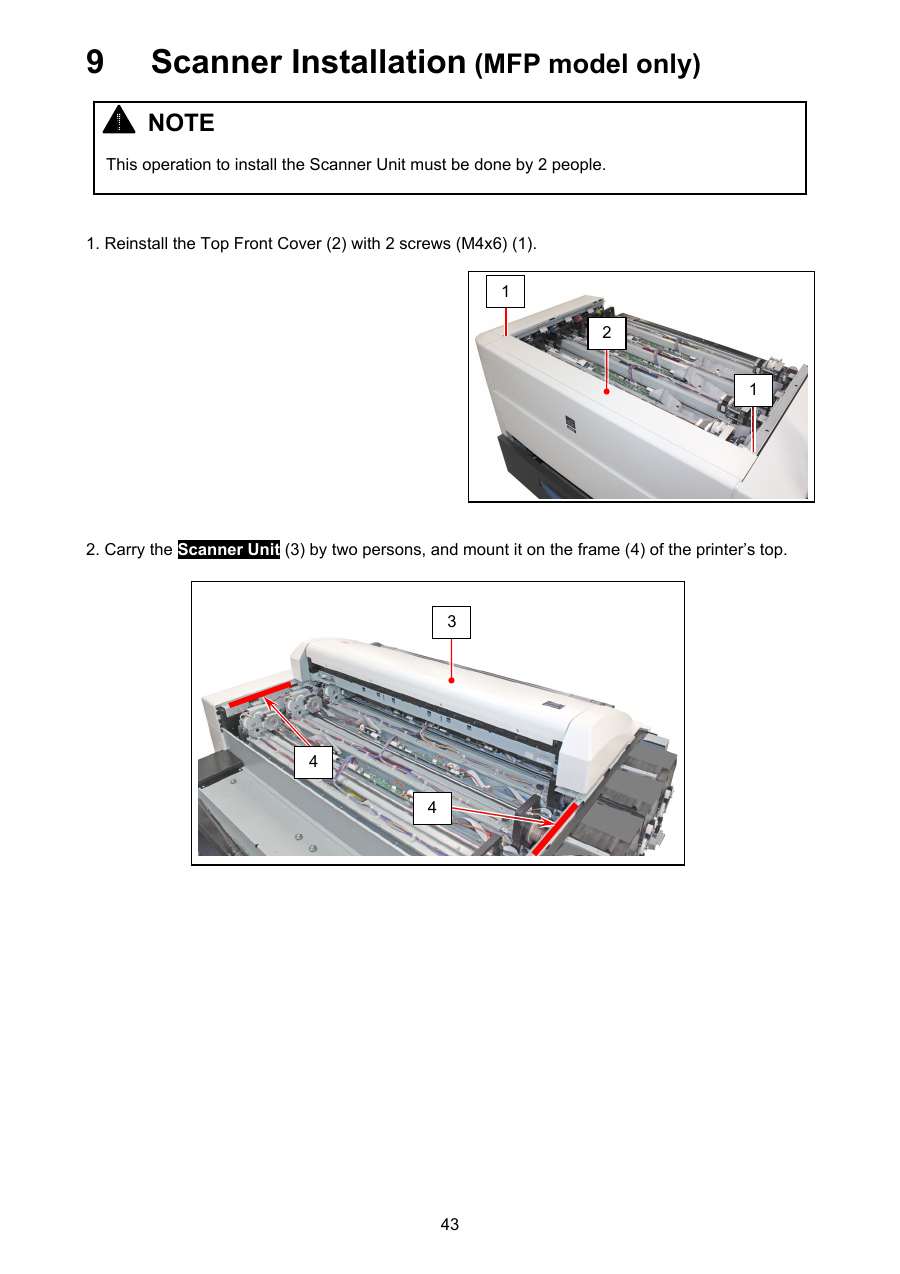 9 Scanner Installation (MFP model only)
NOTE
This operation to install the Scanner Unit must be done by 2 people.
1. Reinstall the Top Front Cover (2) with 2 screws (M4x6) (1).
1
2
1
2. Carry the Scanner Unit (3) by two persons, and mount it on the frame (4) of the printer’s top.
3
4
4
43